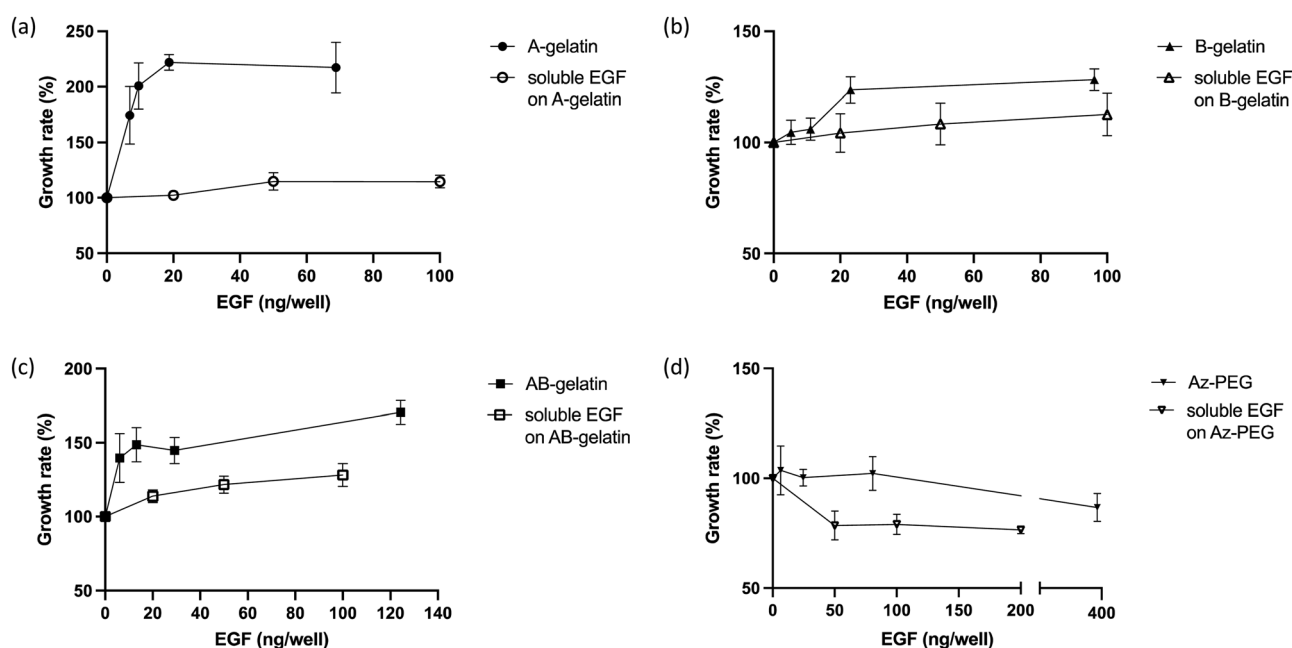 (a)
250
200
150
100
50
Growth rate (%)
0
20
40
60
80
100
EGF (ng/well)
A-gelatin
soluble EGF
on A-gelatin
(b)
150
100
50
Growth rate (%)
0
20
40
60
80
100
EGF (ng/well)
B-gelatin
soluble EGF
on B-gelatin
(c)
200
150
100
50
Growth rate (%)
0
20
40
60
80
100
120
140
EGF (ng/well)
AB-gelatin
soluble EGF
on AB-gelatin
(d)
150
100
50
Growth rate (%)
0
50
100
150
200
400
EGF (ng/well)
Az-PEG
soluble EGF
on Az-PEG